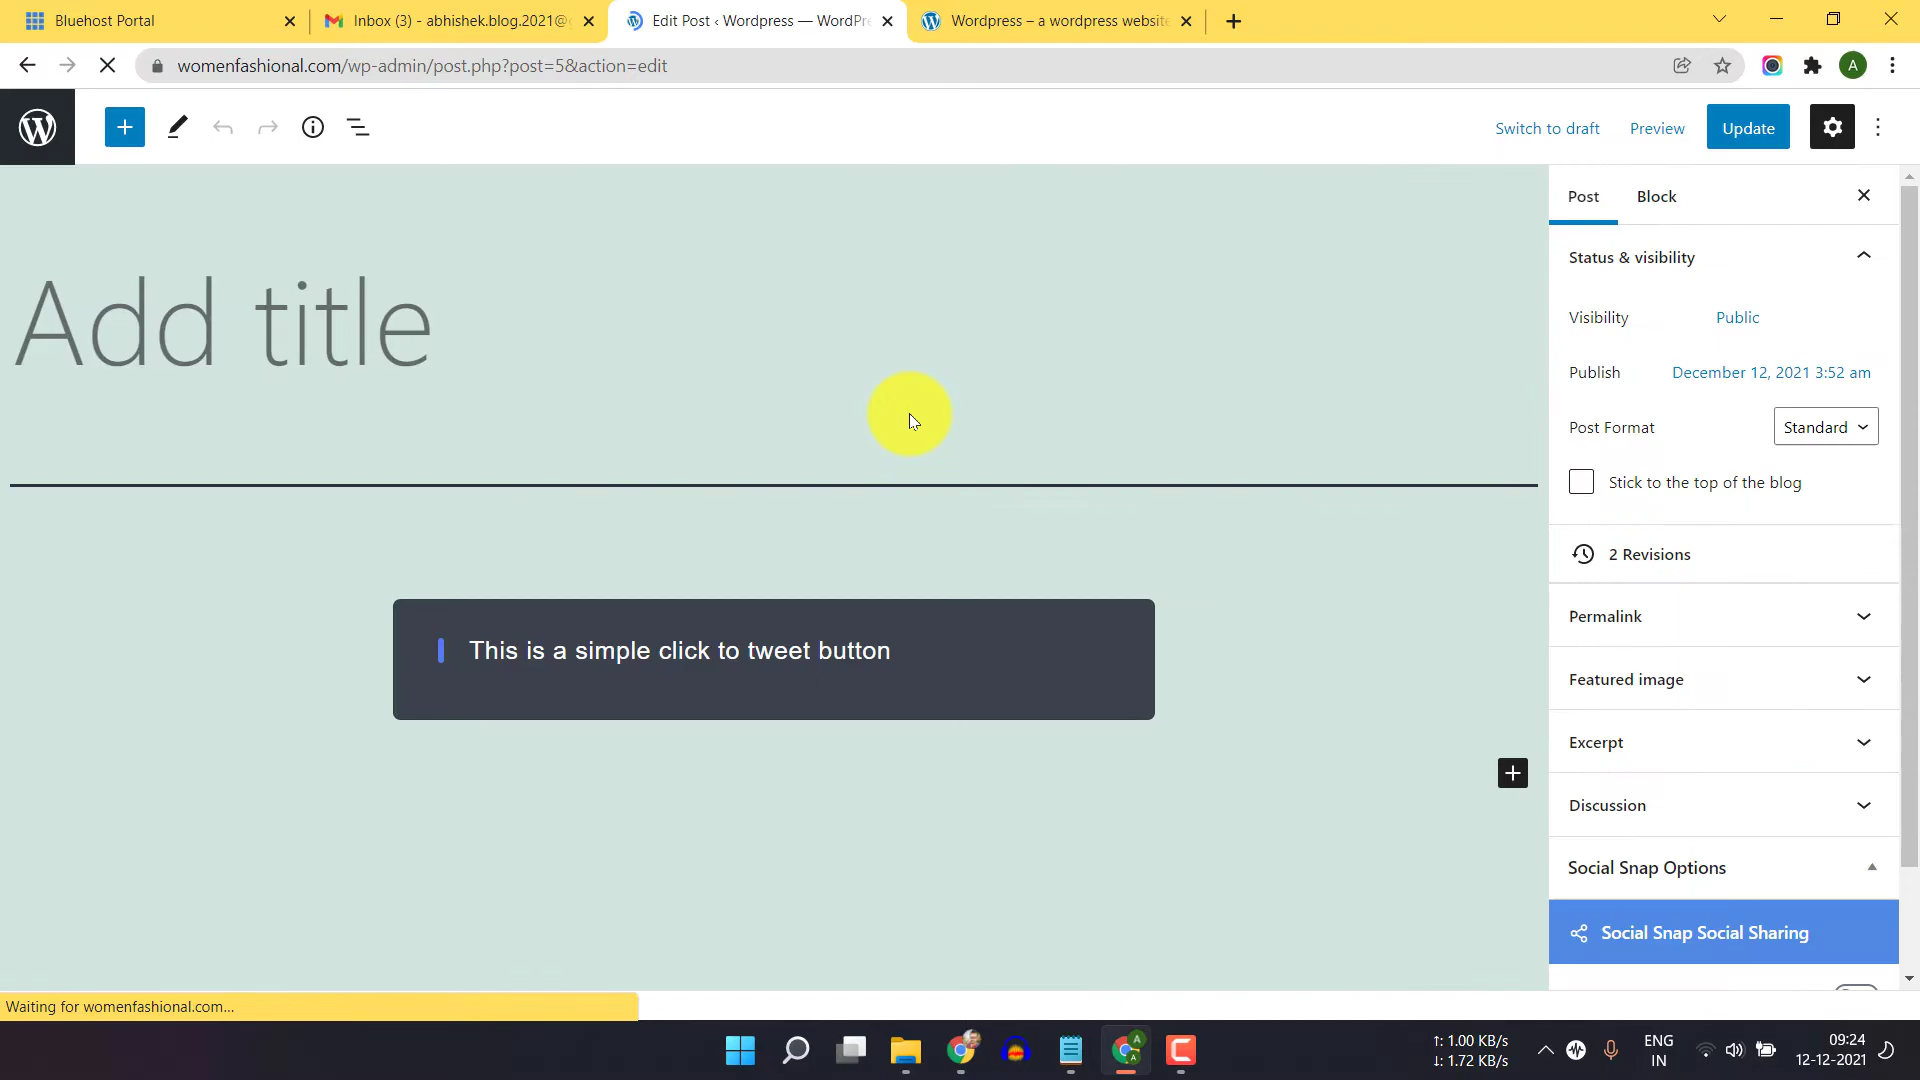 Bluehost Portal
Inbox (3) - abhishek.blog.2021@
Edit Post ‹ Wordpress — WordPr
Wordpress – a wordpress website
womenfashional.com/wp-admin/post.php?post=5&action=edit
A
Switch to draft
Preview
Update
Post
Block
Add title
Status & visibility
Visibility
Public
Publish
December 12, 2021 3:52 am
Post Format
Standard
Stick to the top of the blog
2 Revisions
This is a simple click to tweet button
Permalink
Featured image
Excerpt
Discussion
Social Snap Options
Social Snap Social Sharing
Waiting for womenfashional.com...
↑: 1.00 KB/s
↓: 1.72 KB/s
ENG
IN
09:24
12-12-2021